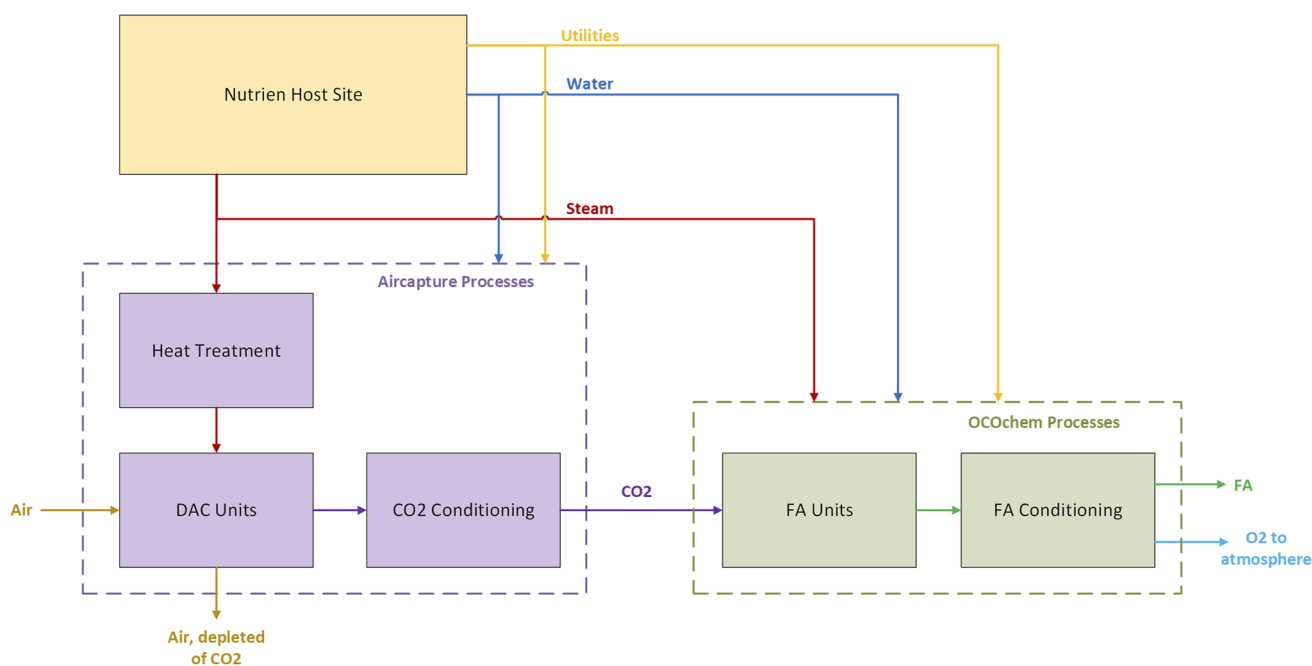 Utilities
Water
Nutrien Host Site
Steam
Aircapture Processes
Heat Treatment
OCOchem Processes
Air
DAC Units
CO2 Conditioning
CO2
FA Units
FA Conditioning
FA
O2 to
atmosphere
Air, depleted
of CO2